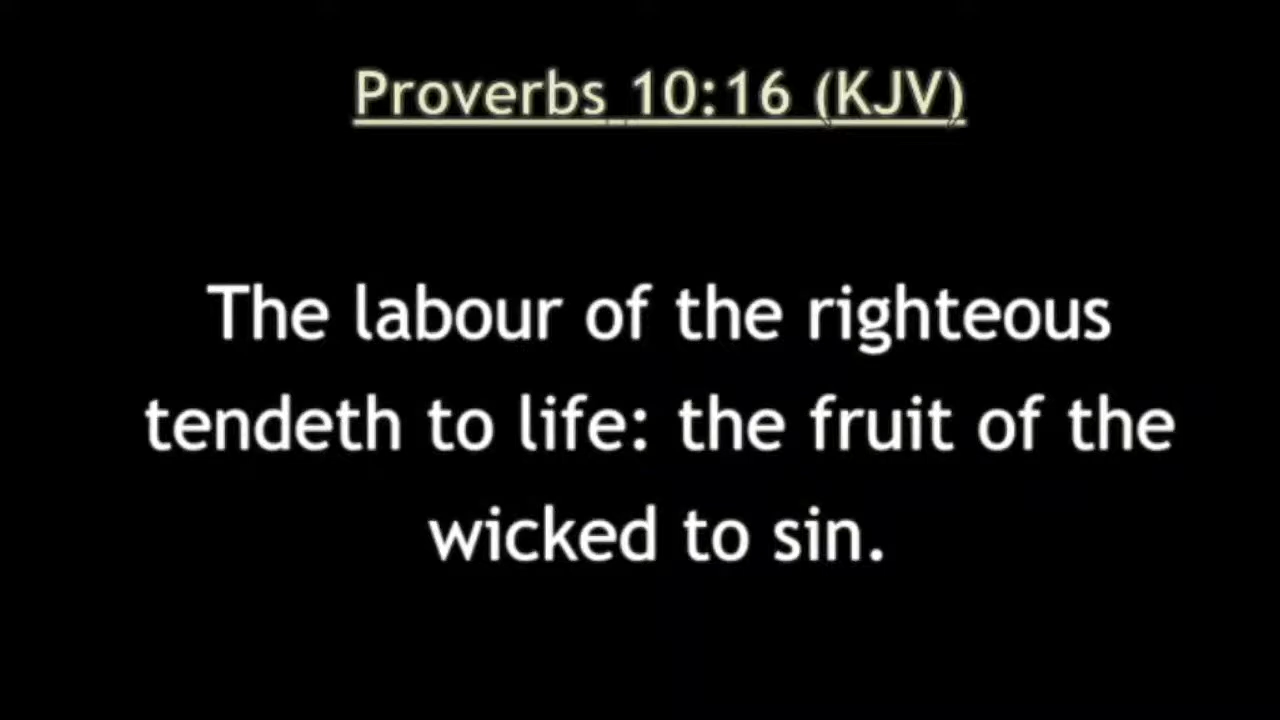 Proverbs 10:16 (KJV)
The labour of the righteous
tendeth to life: the fruit of the
wicked to sin.